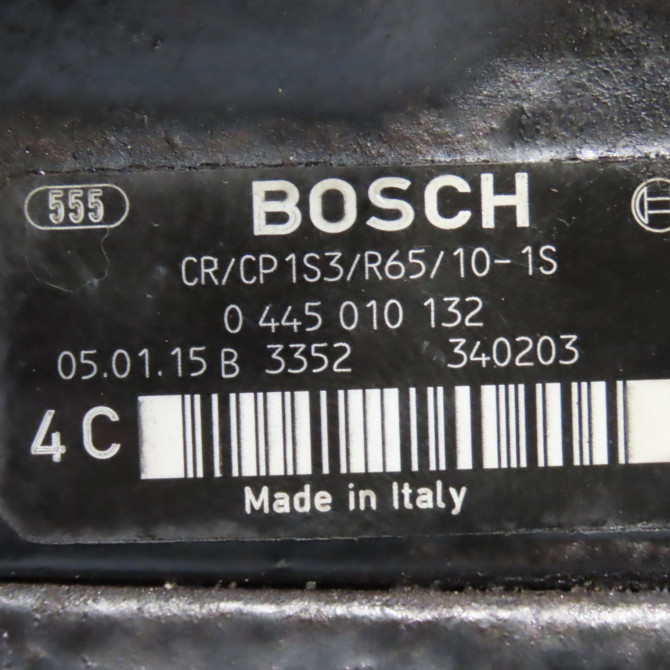 555 BOSCH
CR/CP1S3/R65/10-1S
0 445 010 132
05.01.15 B 3352 340203
4C
Made in Italy